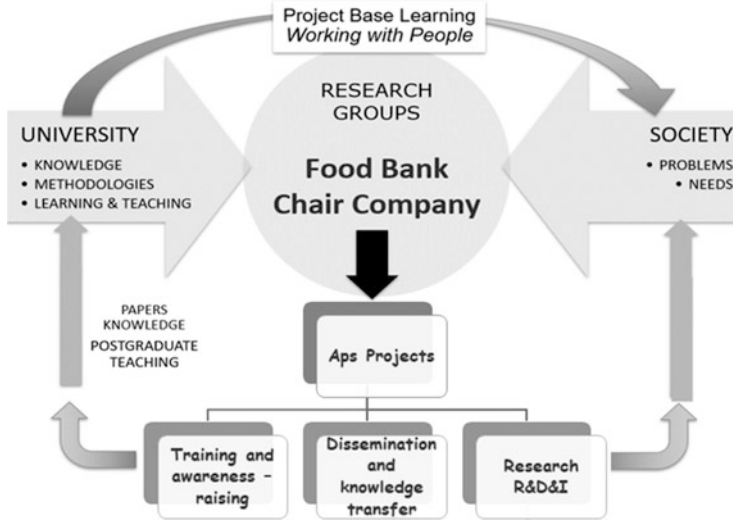 Project Base Learning
Working with People
RESEARCH
GROUPS
UNIVERSITY
• KNOWLEDGE
• METHODOLOGIES
• LEARNING & TEACHING
Food Bank
Chair Company
SOCIETY
• PROBLEMS
• NEEDS
PAPERS
KNOWLEDGE
POSTGRADUATE
TEACHING
Aps Projects
Training and
awareness –
raising
Dissemination
and
knowledge
transfer
Research
R&D&I